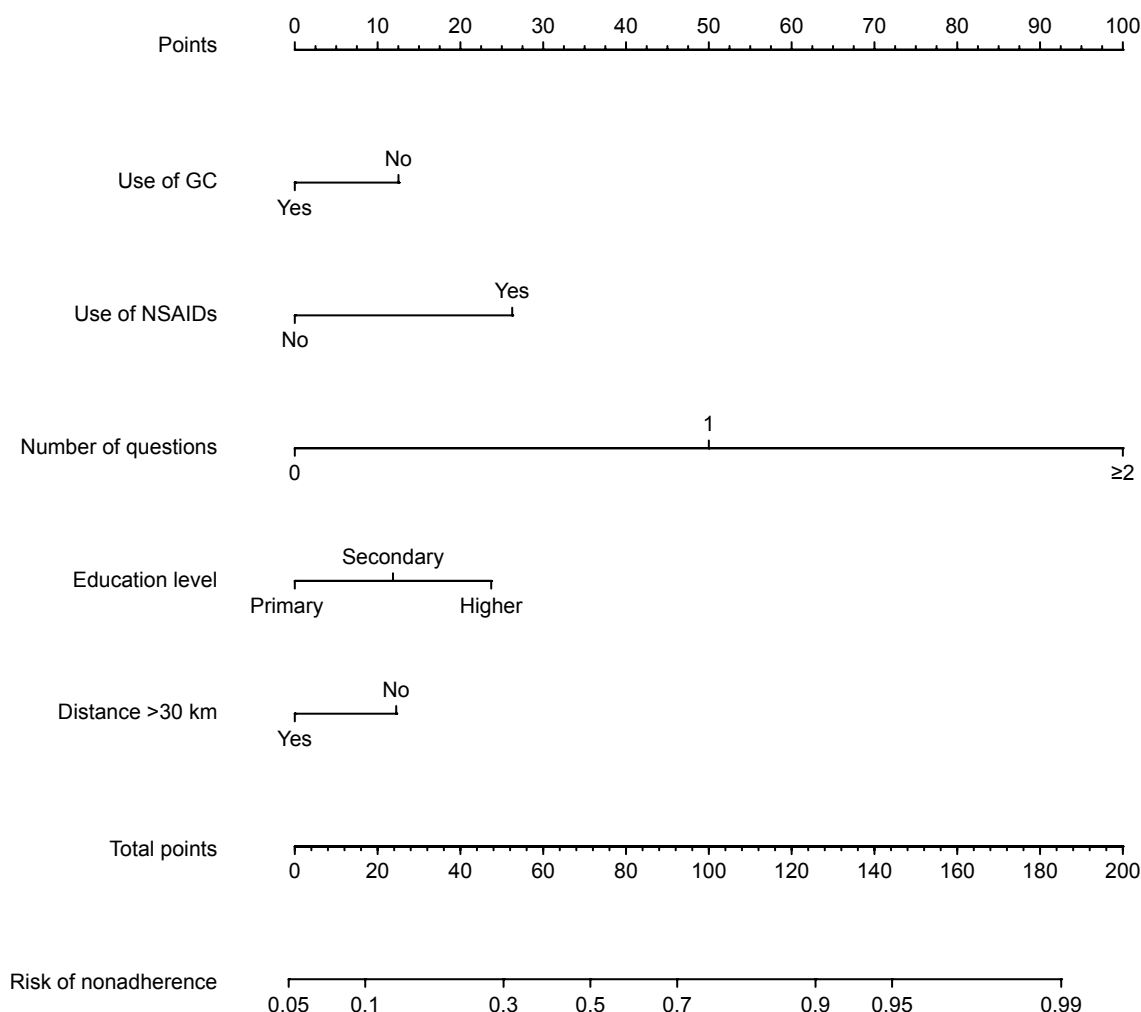 0 10 20 30 40 50 60 70 80 90 100
Points
No
Use of GC
Yes
Yes
Use of NSAIDs
No
1
Number of questions
0 ≥2
Secondary
Education level
Primary Higher
No
Distance >30 km
Yes
Total points
0 20 40 60 80 100 120 140 160 180 200
Risk of nonadherence
0.05 0.1 0.3 0.5 0.7 0.9 0.95 0.99